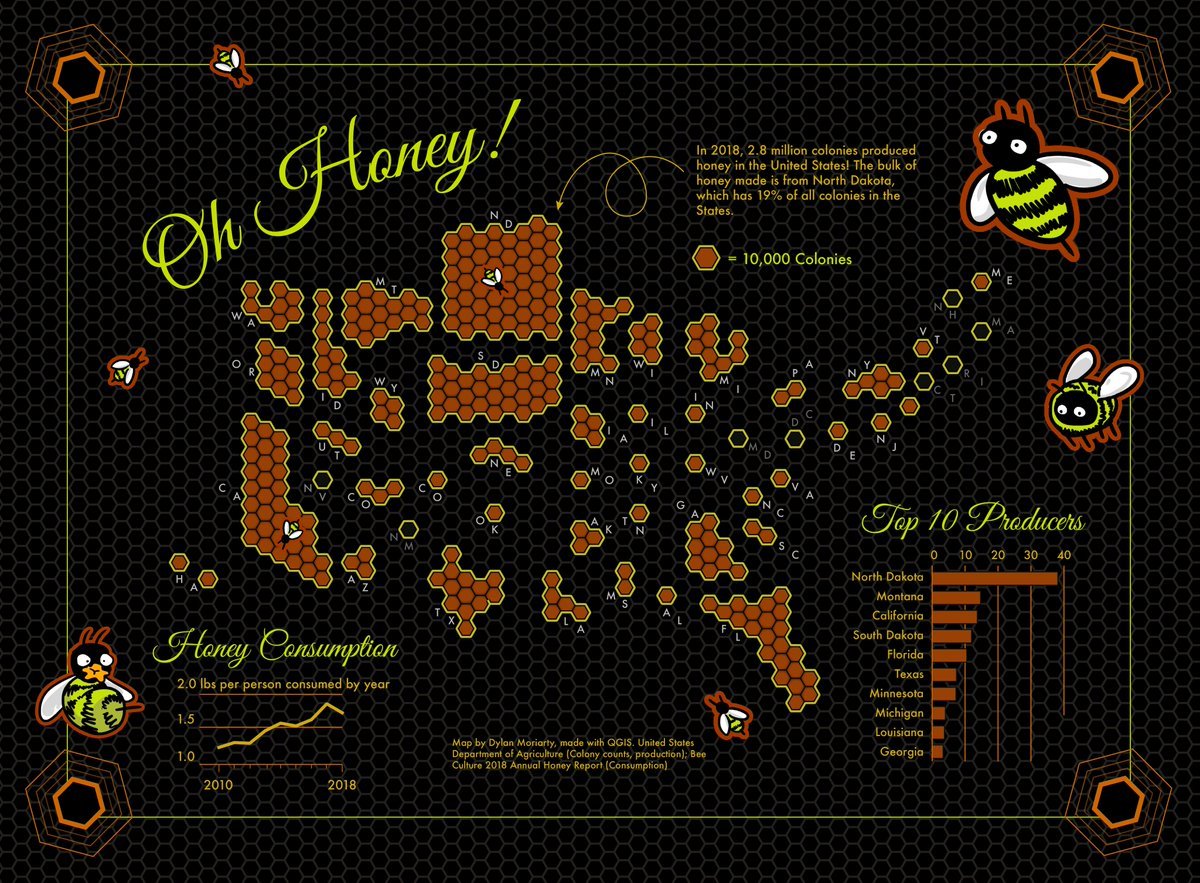 Oh Honey!
In 2018, 2.8 million colonies produced
honey in the United States! The bulk of
honey made is from North Dakota,
which has 19% of all colonies in the
States.
= 10,000 Colonies
ND
ME
MT
NH
WA
MA
VT
SD
OR
MN
WI
MI
PA
NY
RI
CT
WY
ID
IN
DC
IA
IL
UT
MD
DE
NJ
NE
NV
CO
CO
MO
KY
WV
VA
CA
OK
GA
NC
NM
AK
TN
SC
HA
AZ
MS
AL
TX
LA
FL
Top 10 Producers
0 10 20 30 40
North Dakota
Montana
California
South Dakota
Florida
Texas
Minnesota
Michigan
Louisiana
Georgia
Honey Consumption
2.0 lbs per person consumed by year
1.5
1.0
2010 2018
Map by Dylan Moriarty, made with QGIS. United States
Department of Agriculture (Colony counts, production); Bee
Culture 2018 Annual Honey Report (Consumption)